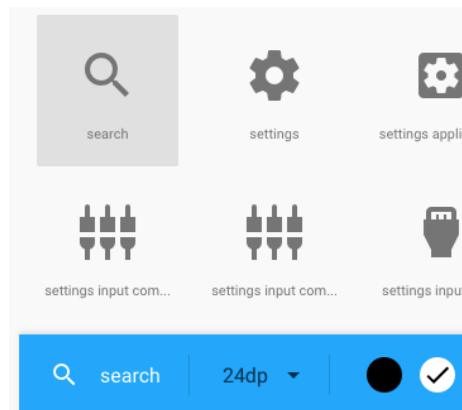 search
settings
settings appli
settings input com...
settings input com...
settings inpu
search
24dp